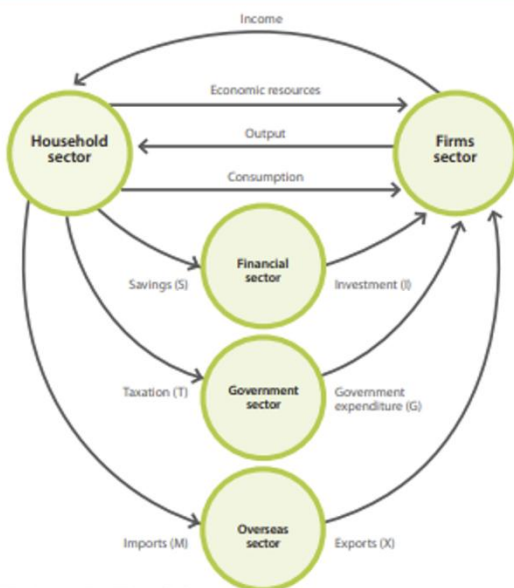 Income
Economic resources
Household
sector
Output
Firms
sector
Consumption
Financial
sector
Savings (S)
Investment (I)
Government
sector
Taxation (T)
Government
expenditure (G)
Overseas
sector
Imports (M)
Exports (X)